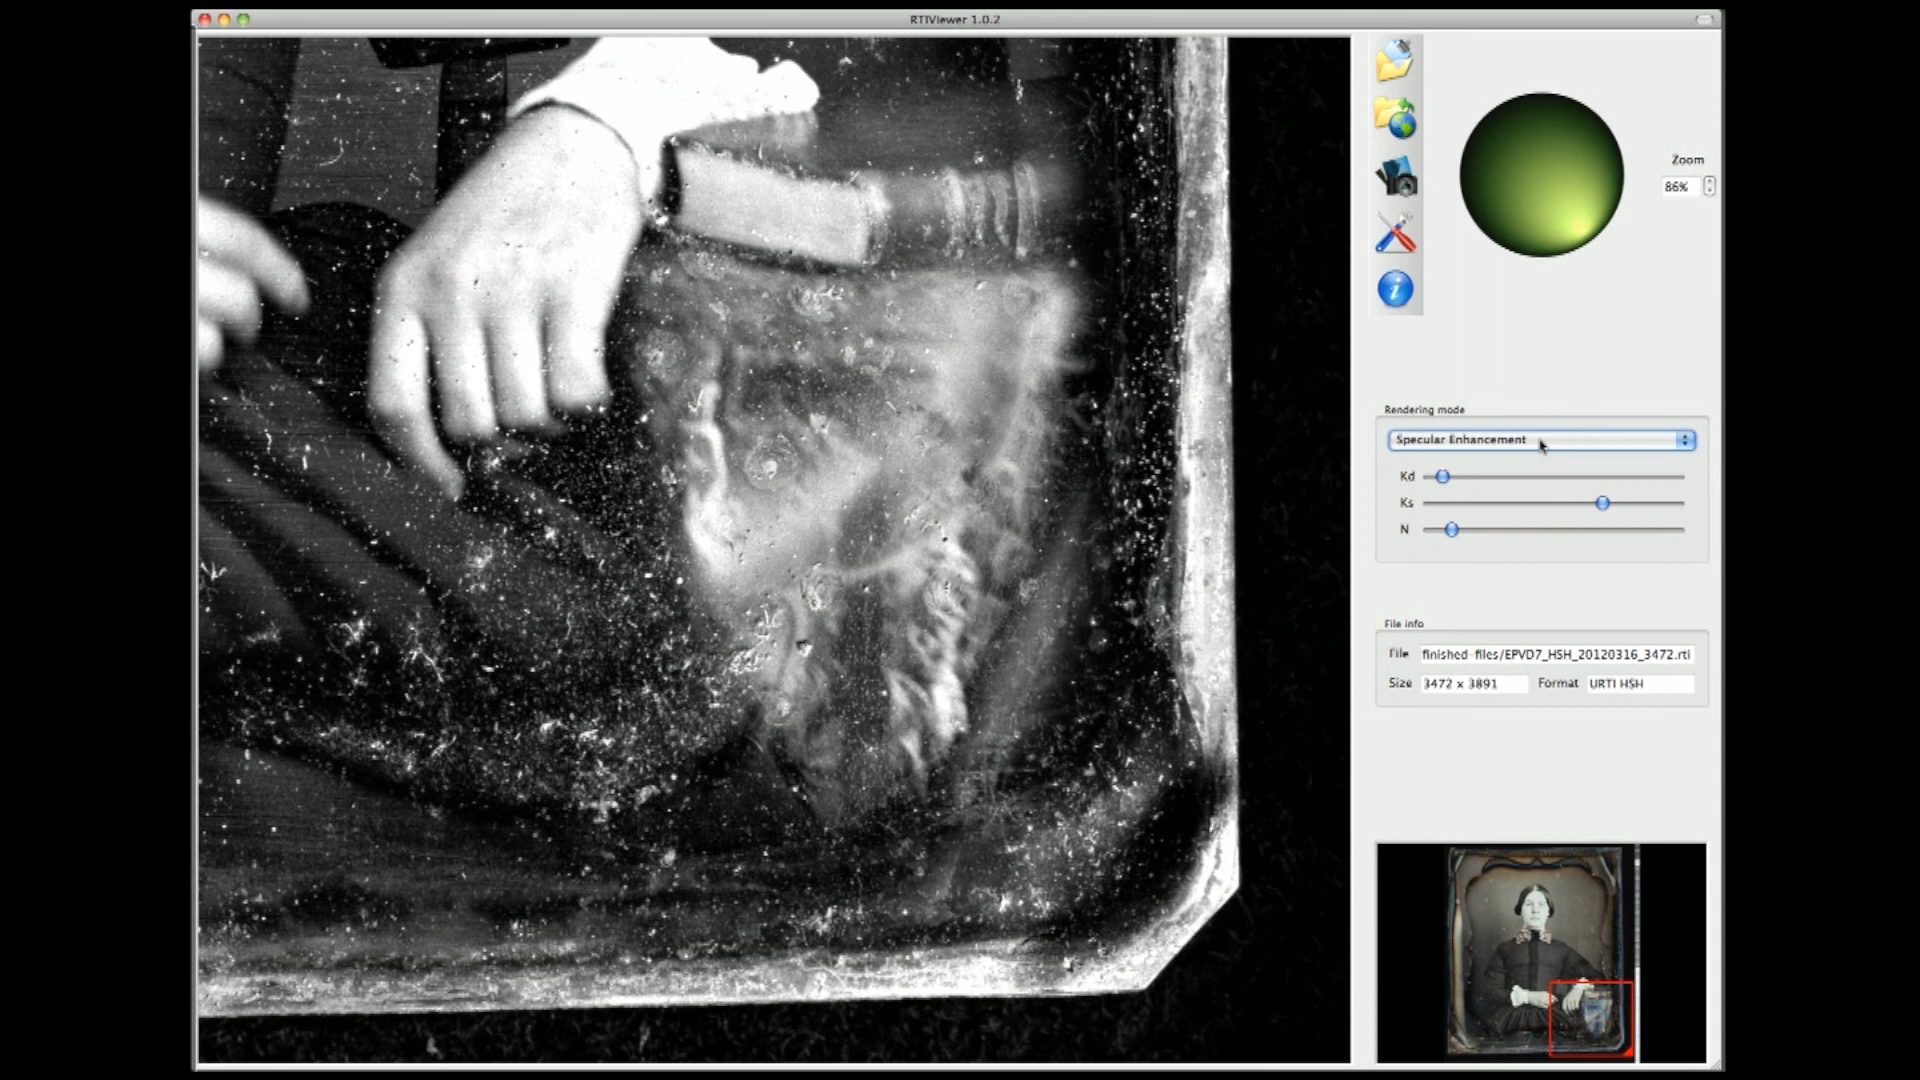 RTIViewer 1.0.2
Zoom
86%
Rendering mode
Specular Enhancement
Kd
Ks
N
File info
File finished-files/EPVD7_HSH_20120316_3472.rti
Size 3472 x 3891 Format URTI HSH